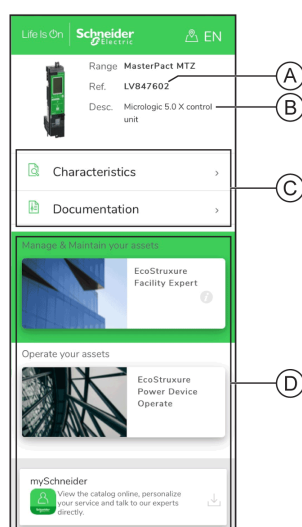 Life Is On | Schneider Electric EN
Range MasterPact MTZ
Ref. LV847602
Desc. Micrologic 5.0 X control
unit
A
B
Characteristics ›
C
Documentation ›
Manage & Maintain your assets
EcoStruxure
Facility Expert
i
Operate your assets
EcoStruxure
Power Device
Operate
D
mySchneider
View the catalog online, personalize
your service and talk to our experts
directly.